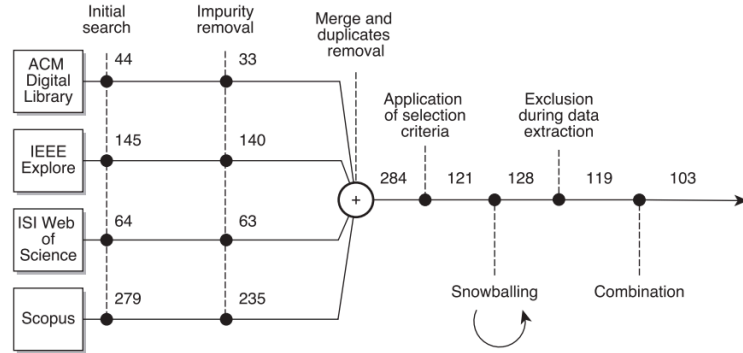 Initial
search
Impurity
removal
Merge and
duplicates
removal
ACM
Digital
Library
44
33
Application
of selection
criteria
Exclusion
during data
extraction
IEEE
Explore
145
140
284
121
128
119
103
+
ISI Web
of
Science
64
63
Snowballing
Combination
Scopus
279
235